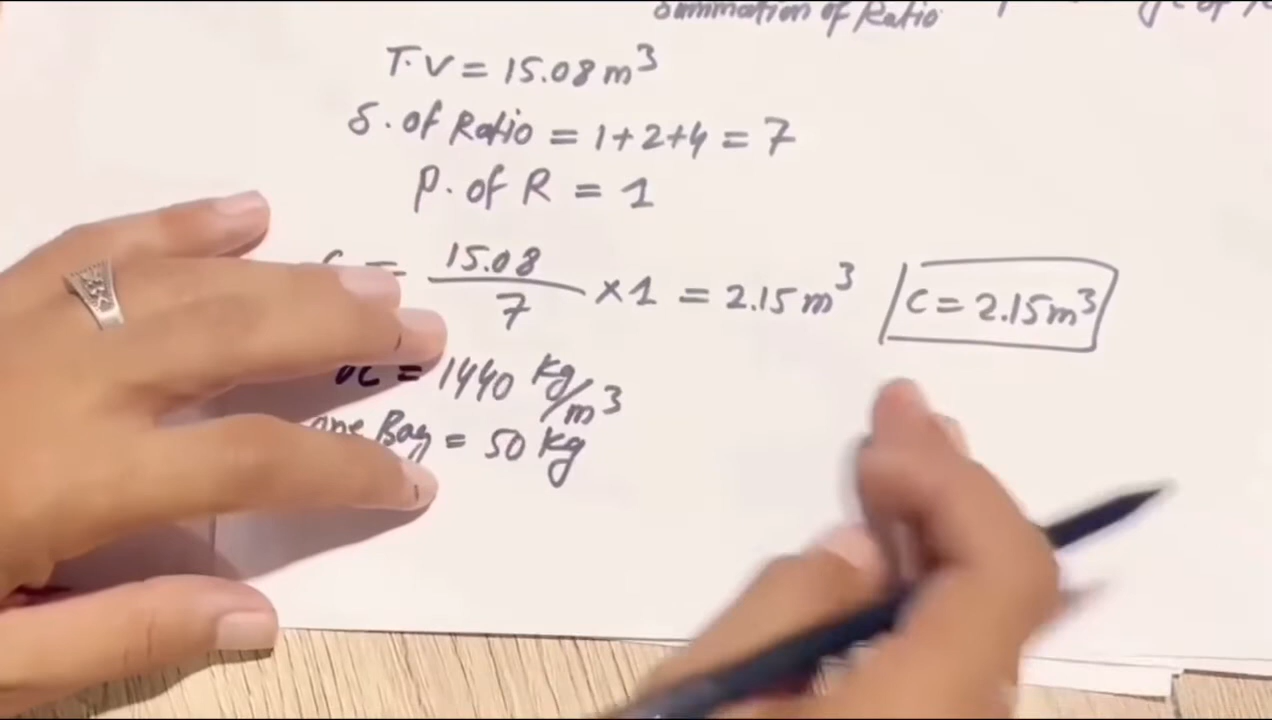 Summation of Ratio
T.V = 15.08 m³
S. of Ratio = 1+2+4 = 7
P. of R = 1
C = 15.08/7 ×1 = 2.15 m³ C = 2.15 m³
= 1440 Kg/m³
one Bag = 50 Kg